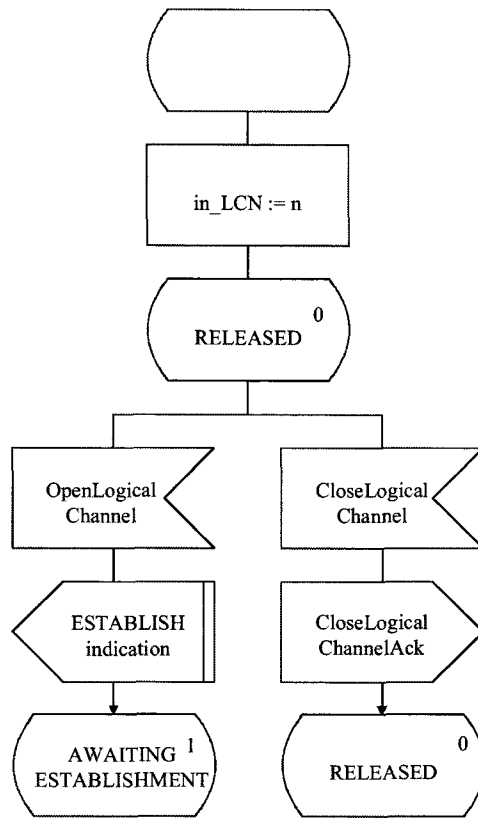 in_LCN := n
0
RELEASED
OpenLogical
Channel
CloseLogical
Channel
ESTABLISH
indication
CloseLogical
ChannelAck
AWAITING 1
ESTABLISHMENT
0
RELEASED